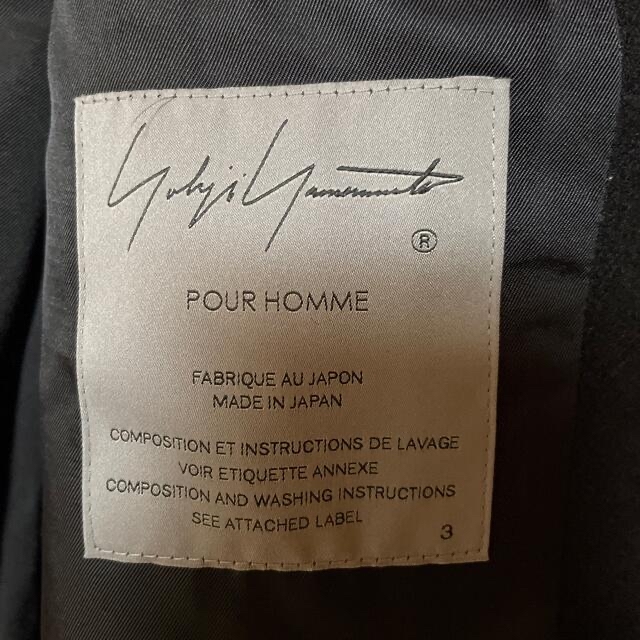 Yohji Yamamoto
®
POUR HOMME
FABRIQUE AU JAPON
MADE IN JAPAN
COMPOSITION ET INSTRUCTIONS DE LAVAGE
VOIR ETIQUETTE ANNEXE
COMPOSITION AND WASHING INSTRUCTIONS
SEE ATTACHED LABEL
3